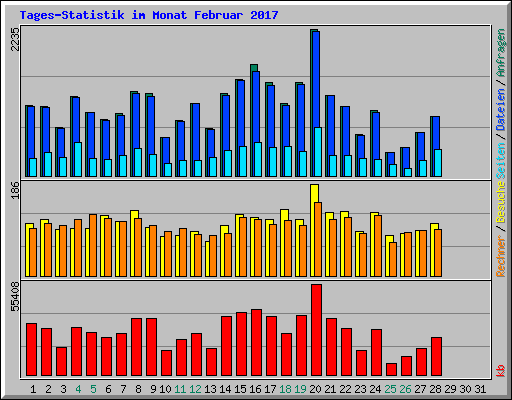 Tages-Statistik im Monat Februar 2017
2235
186
55408
Rechner / Besuche Seiten / Dateien / Anfragen
kb
1 2 3 4 5 6 7 8 9 10 11 12 13 14 15 16 17 18 19 20 21 22 23 24 25 26 27 28 29 30 31